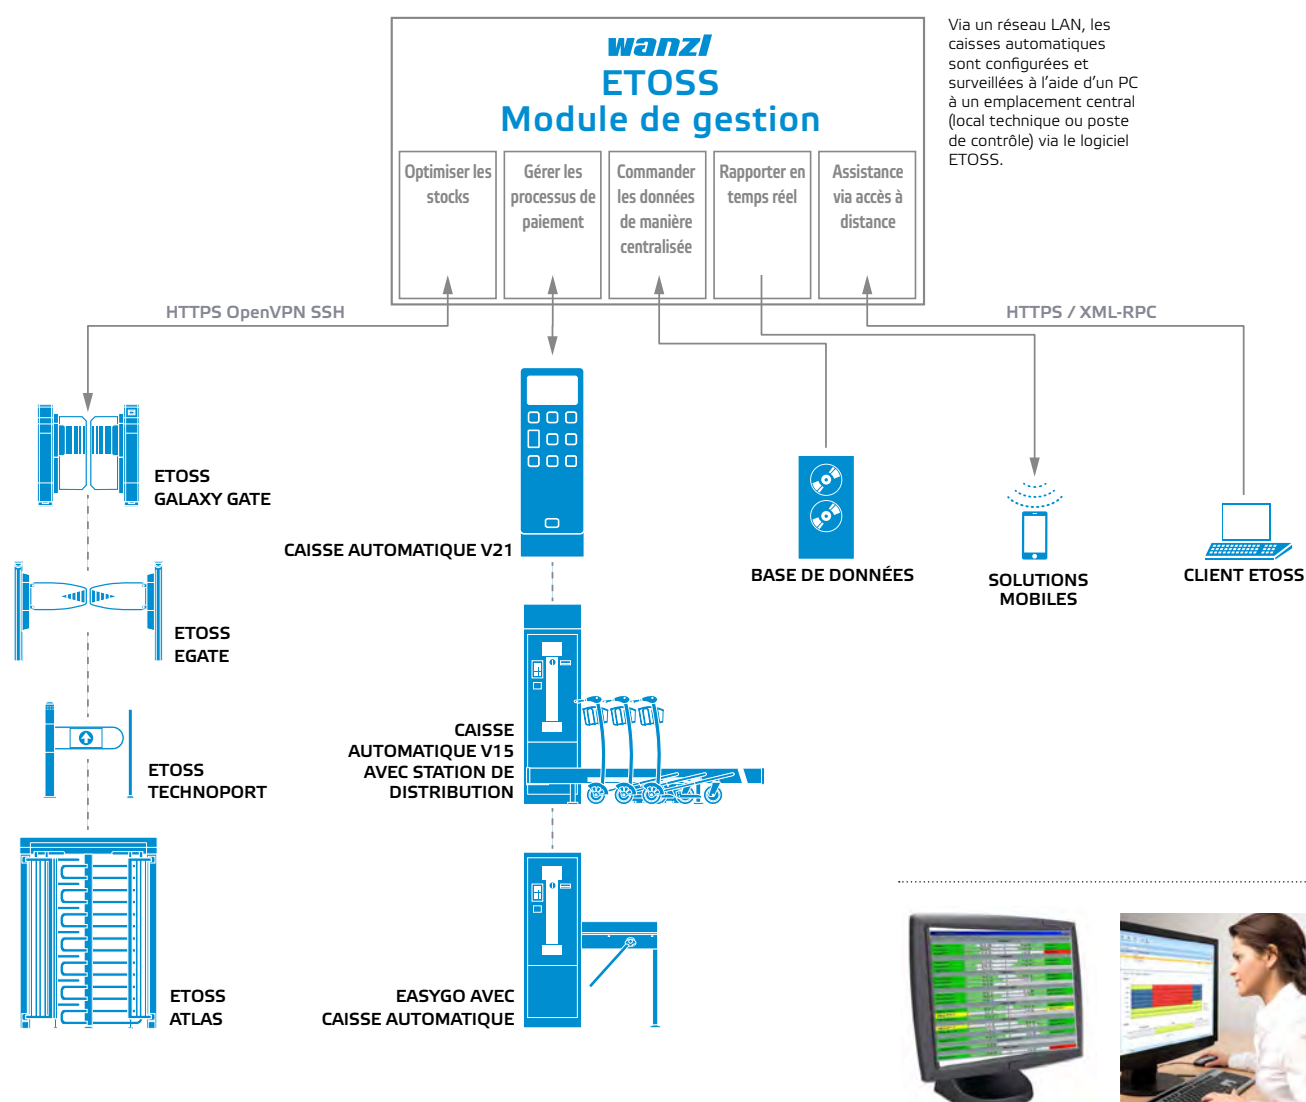 wanzl
ETOSS
Module de gestion
Optimiser les
stocks
Gérer les
processus de
paiement
Commander
les données
de manière
centralisée
Rapporter en
temps réel
Assistance
via accès à
distance
Via un réseau LAN, les
caisses automatiques
sont configurées et
surveillées à l'aide d'un PC
à un emplacement central
(local technique ou poste
de contrôle) via le logiciel
ETOSS.
HTTPS OpenVPN SSH
HTTPS / XML-RPC
ETOSS
GALAXY GATE
ETOSS
EGATE
ETOSS
TECHNOPORT
ETOSS
ATLAS
CAISSE AUTOMATIQUE V21
CAISSE
AUTOMATIQUE V15
AVEC STATION DE
DISTRIBUTION
EASYGO AVEC
CAISSE AUTOMATIQUE
BASE DE DONNÉES
SOLUTIONS
MOBILES
CLIENT ETOSS